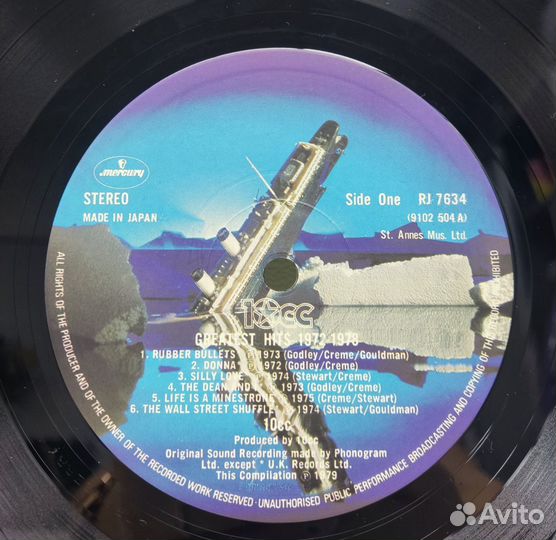 mercury
STEREO
MADE IN JAPAN
Side One RJ 7634
(9102 504 A)
St. Annes Mus. Ltd.
10cc
GREATEST HITS 1972-1978
1. RUBBER BULLETS * ℗ 1973 (Godley/Creme/Gouldman)
2. DONNA * ℗ 1972 (Godley/Creme)
3. SILLY LOVE ℗ 1974 (Stewart/Creme)
4. THE DEAN AND I * ℗ 1973 (Godley/Creme)
5. LIFE IS A MINESTRONE ℗ 1975 (Creme/Stewart)
6. THE WALL STREET SHUFFLE ℗ 1974 (Stewart/Gouldman)
10cc
Produced by 10cc
Original Sound Recording made by Phonogram
Ltd. except * U.K. Records Ltd.
This Compilation ℗ 1979
ALL RIGHTS OF THE PRODUCER AND OF THE OWNER OF THE RECORDED WORK RESERVED · UNAUTHORISED PUBLIC PERFORMANCE BROADCASTING AND COPYING OF THIS RECORD PROHIBITED
Avito